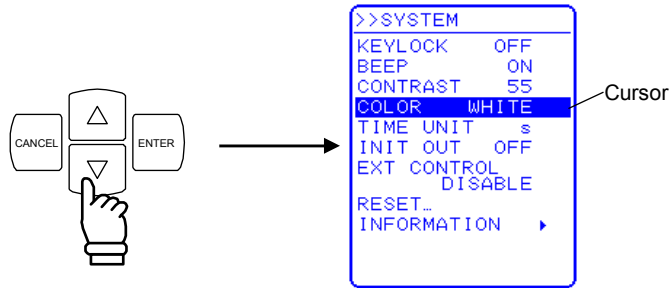 >>SYSTEM
KEYLOCK OFF
BEEP ON
CONTRAST 55
COLOR WHITE
Cursor
TIME UNIT s
INIT OUT OFF
EXT CONTROL
DISABLE
RESET…
INFORMATION ▸
CANCEL
△
ENTER
▽